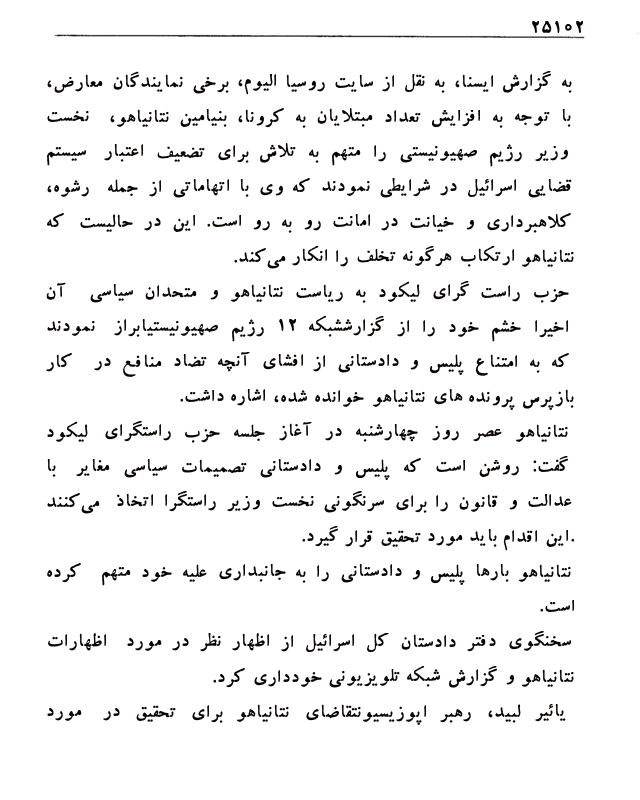 ۲۵۱۰۲
به گزارش ایسنا، به نقل از سایت روسیا الیوم، برخی نمایندگان معارض،
با توجه به افزایش تعداد مبتلایان به کرونا، بنیامین نتانیاهو، نخست
وزیر رژیم صهیونیستی را متهم به تلاش برای تضعیف اعتبار سیستم
قضایی اسرائیل در شرایطی نمودند که وی با اتهاماتی از جمله رشوه،
کلاهبرداری و خیانت در امانت رو به رو است. این در حالیست که
نتانیاهو ارتکاب هرگونه تخلف را انکار می‌کند.
حزب راست گرای لیکود به ریاست نتانیاهو و متحدان سیاسی آن
اخیرا خشم خود را از گزارششبکه ۱۲ رژیم صهیونیستیابراز نمودند
که به امتناع پلیس و دادستانی از افشای آنچه تضاد منافع در کار
بازپرس پرونده های نتانیاهو خوانده شده، اشاره داشت.
نتانیاهو عصر روز چهارشنبه در آغاز جلسه حزب راستگرای لیکود
گفت: روشن است که پلیس و دادستانی تصمیمات سیاسی مغایر با
عدالت و قانون را برای سرنگونی نخست وزیر راستگرا اتخاذ می‌کنند
.این اقدام باید مورد تحقیق قرار گیرد.
نتانیاهو بارها پلیس و دادستانی را به جانبداری علیه خود متهم کرده
است.
سخنگوی دفتر دادستان کل اسرائیل از اظهار نظر در مورد اظهارات
نتانیاهو و گزارش شبکه تلویزیونی خودداری کرد.
یائیر لبید، رهبر اپوزیسیونتقاضای نتانیاهو برای تحقیق در مورد